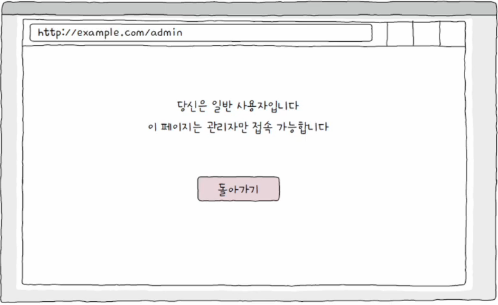 http://example.com/admin
당신은 일반 사용자입니다
이 페이지는 관리자만 접속 가능합니다
돌아가기